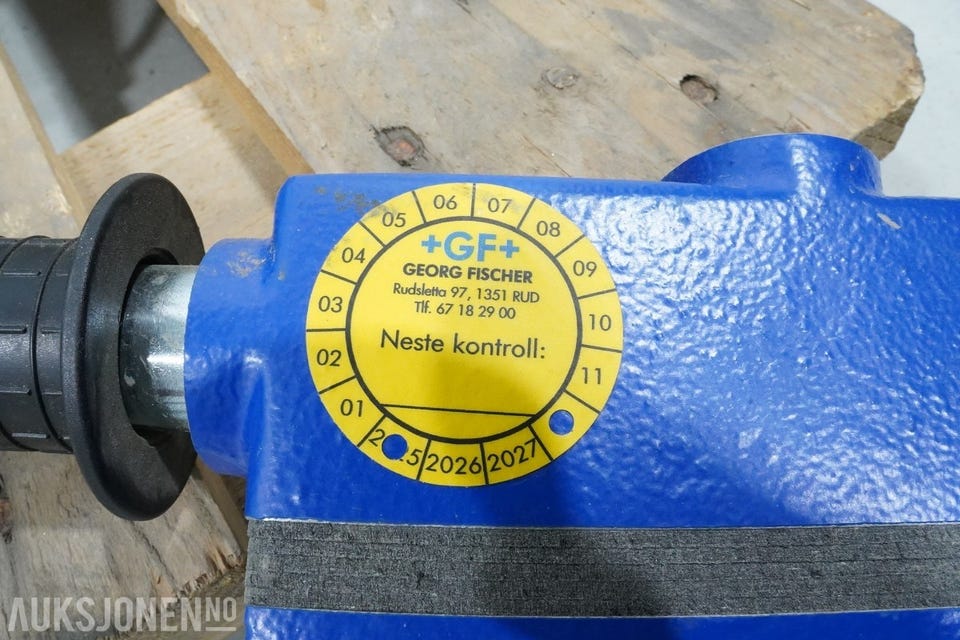 +GF+
GEORG FISCHER
Rudsletta 97, 1351 RUD
Tlf. 67 18 29 00
Neste kontroll:
01
02
03
04
05
06
07
08
09
10
11
2026
2027
AUKSJONEN.NO